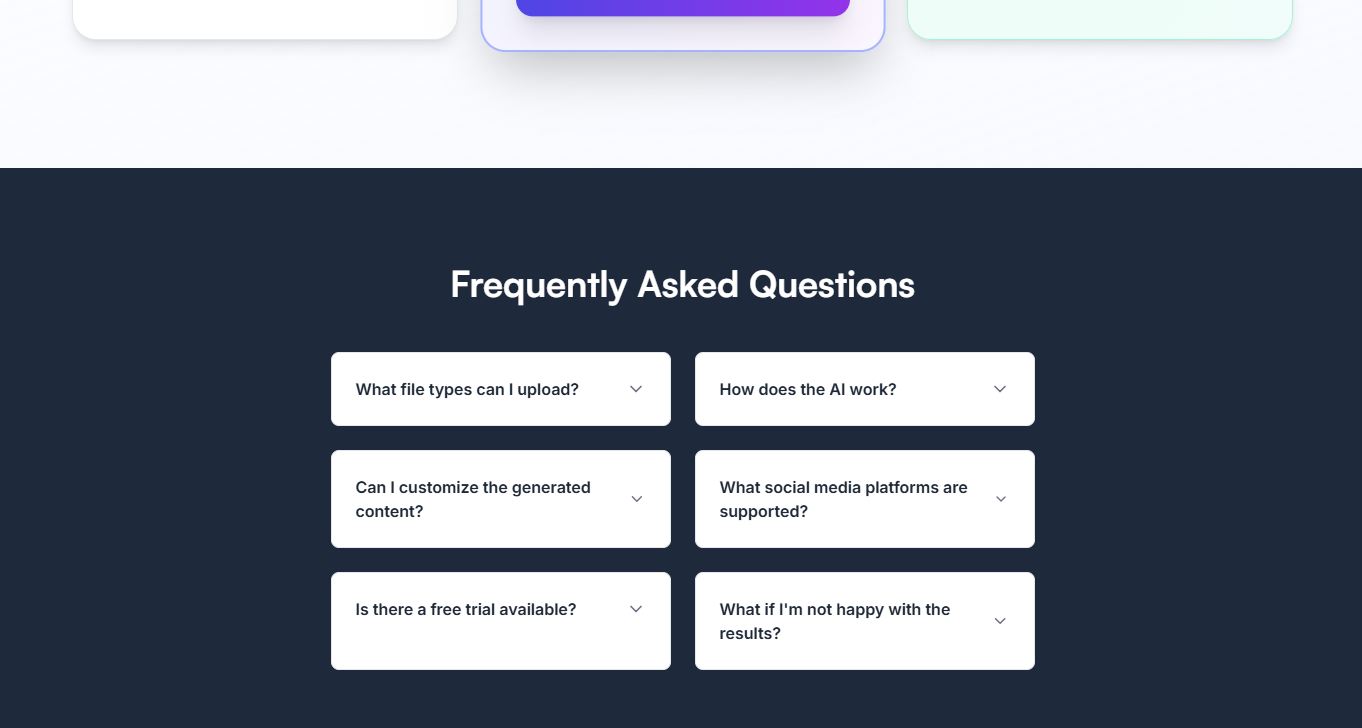 Frequently Asked Questions
What file types can I upload?
How does the AI work?
Can I customize the generated
content?
What social media platforms are
supported?
Is there a free trial available?
What if I'm not happy with the
results?